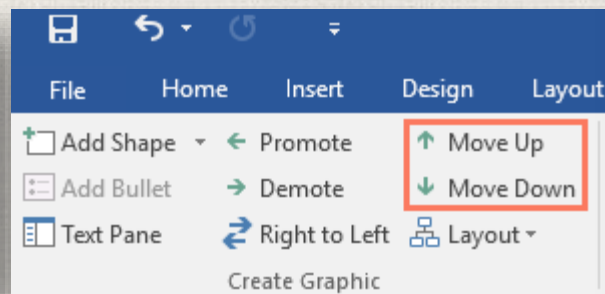 File Home Insert Design Layout
Add Shape Promote Move Up
Add Bullet Demote Move Down
Text Pane Right to Left Layout
Create Graphic